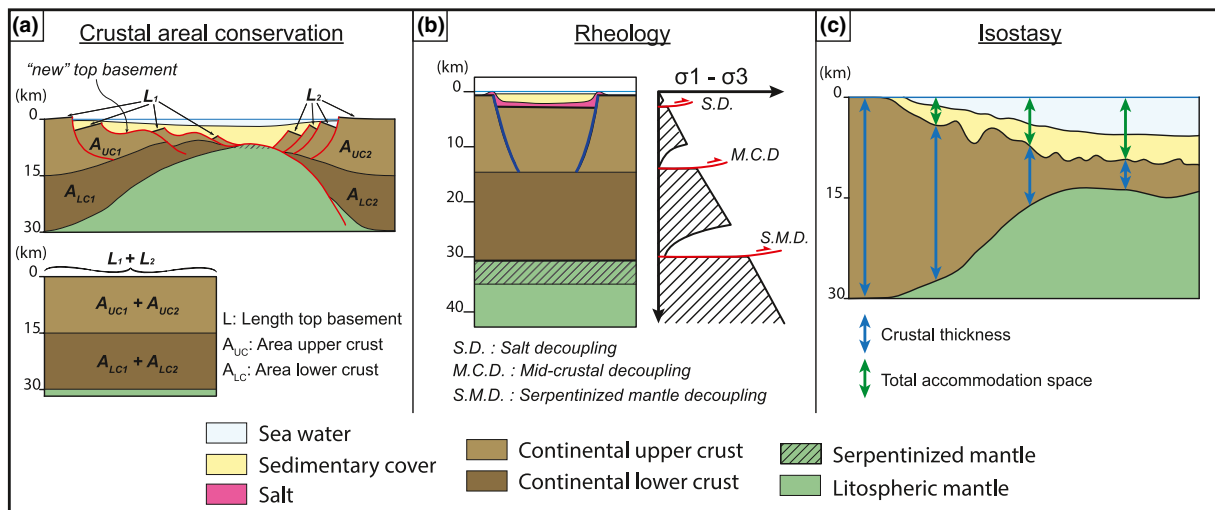 (a)
Crustal areal conservation
"new" top basement
(km)
L1
L2
0
15
30
AUC1
AUC2
ALC1
ALC2
(km)
L1 + L2
0
15
30
AUC1 + AUC2
ALC1 + ALC2
L: Length top basement
AUC: Area upper crust
ALC: Area lower crust
(b)
Rheology
(km)
0
10
20
30
40
σ1 - σ3
S.D.
M.C.D
S.M.D.
S.D. : Salt decoupling
M.C.D. : Mid-crustal decoupling
S.M.D. : Serpentinized mantle decoupling
(c)
Isostasy
(km)
0
15
30
Crustal thickness
Total accommodation space
Sea water
Sedimentary cover
Salt
Continental upper crust
Continental lower crust
Serpentinized mantle
Litospheric mantle